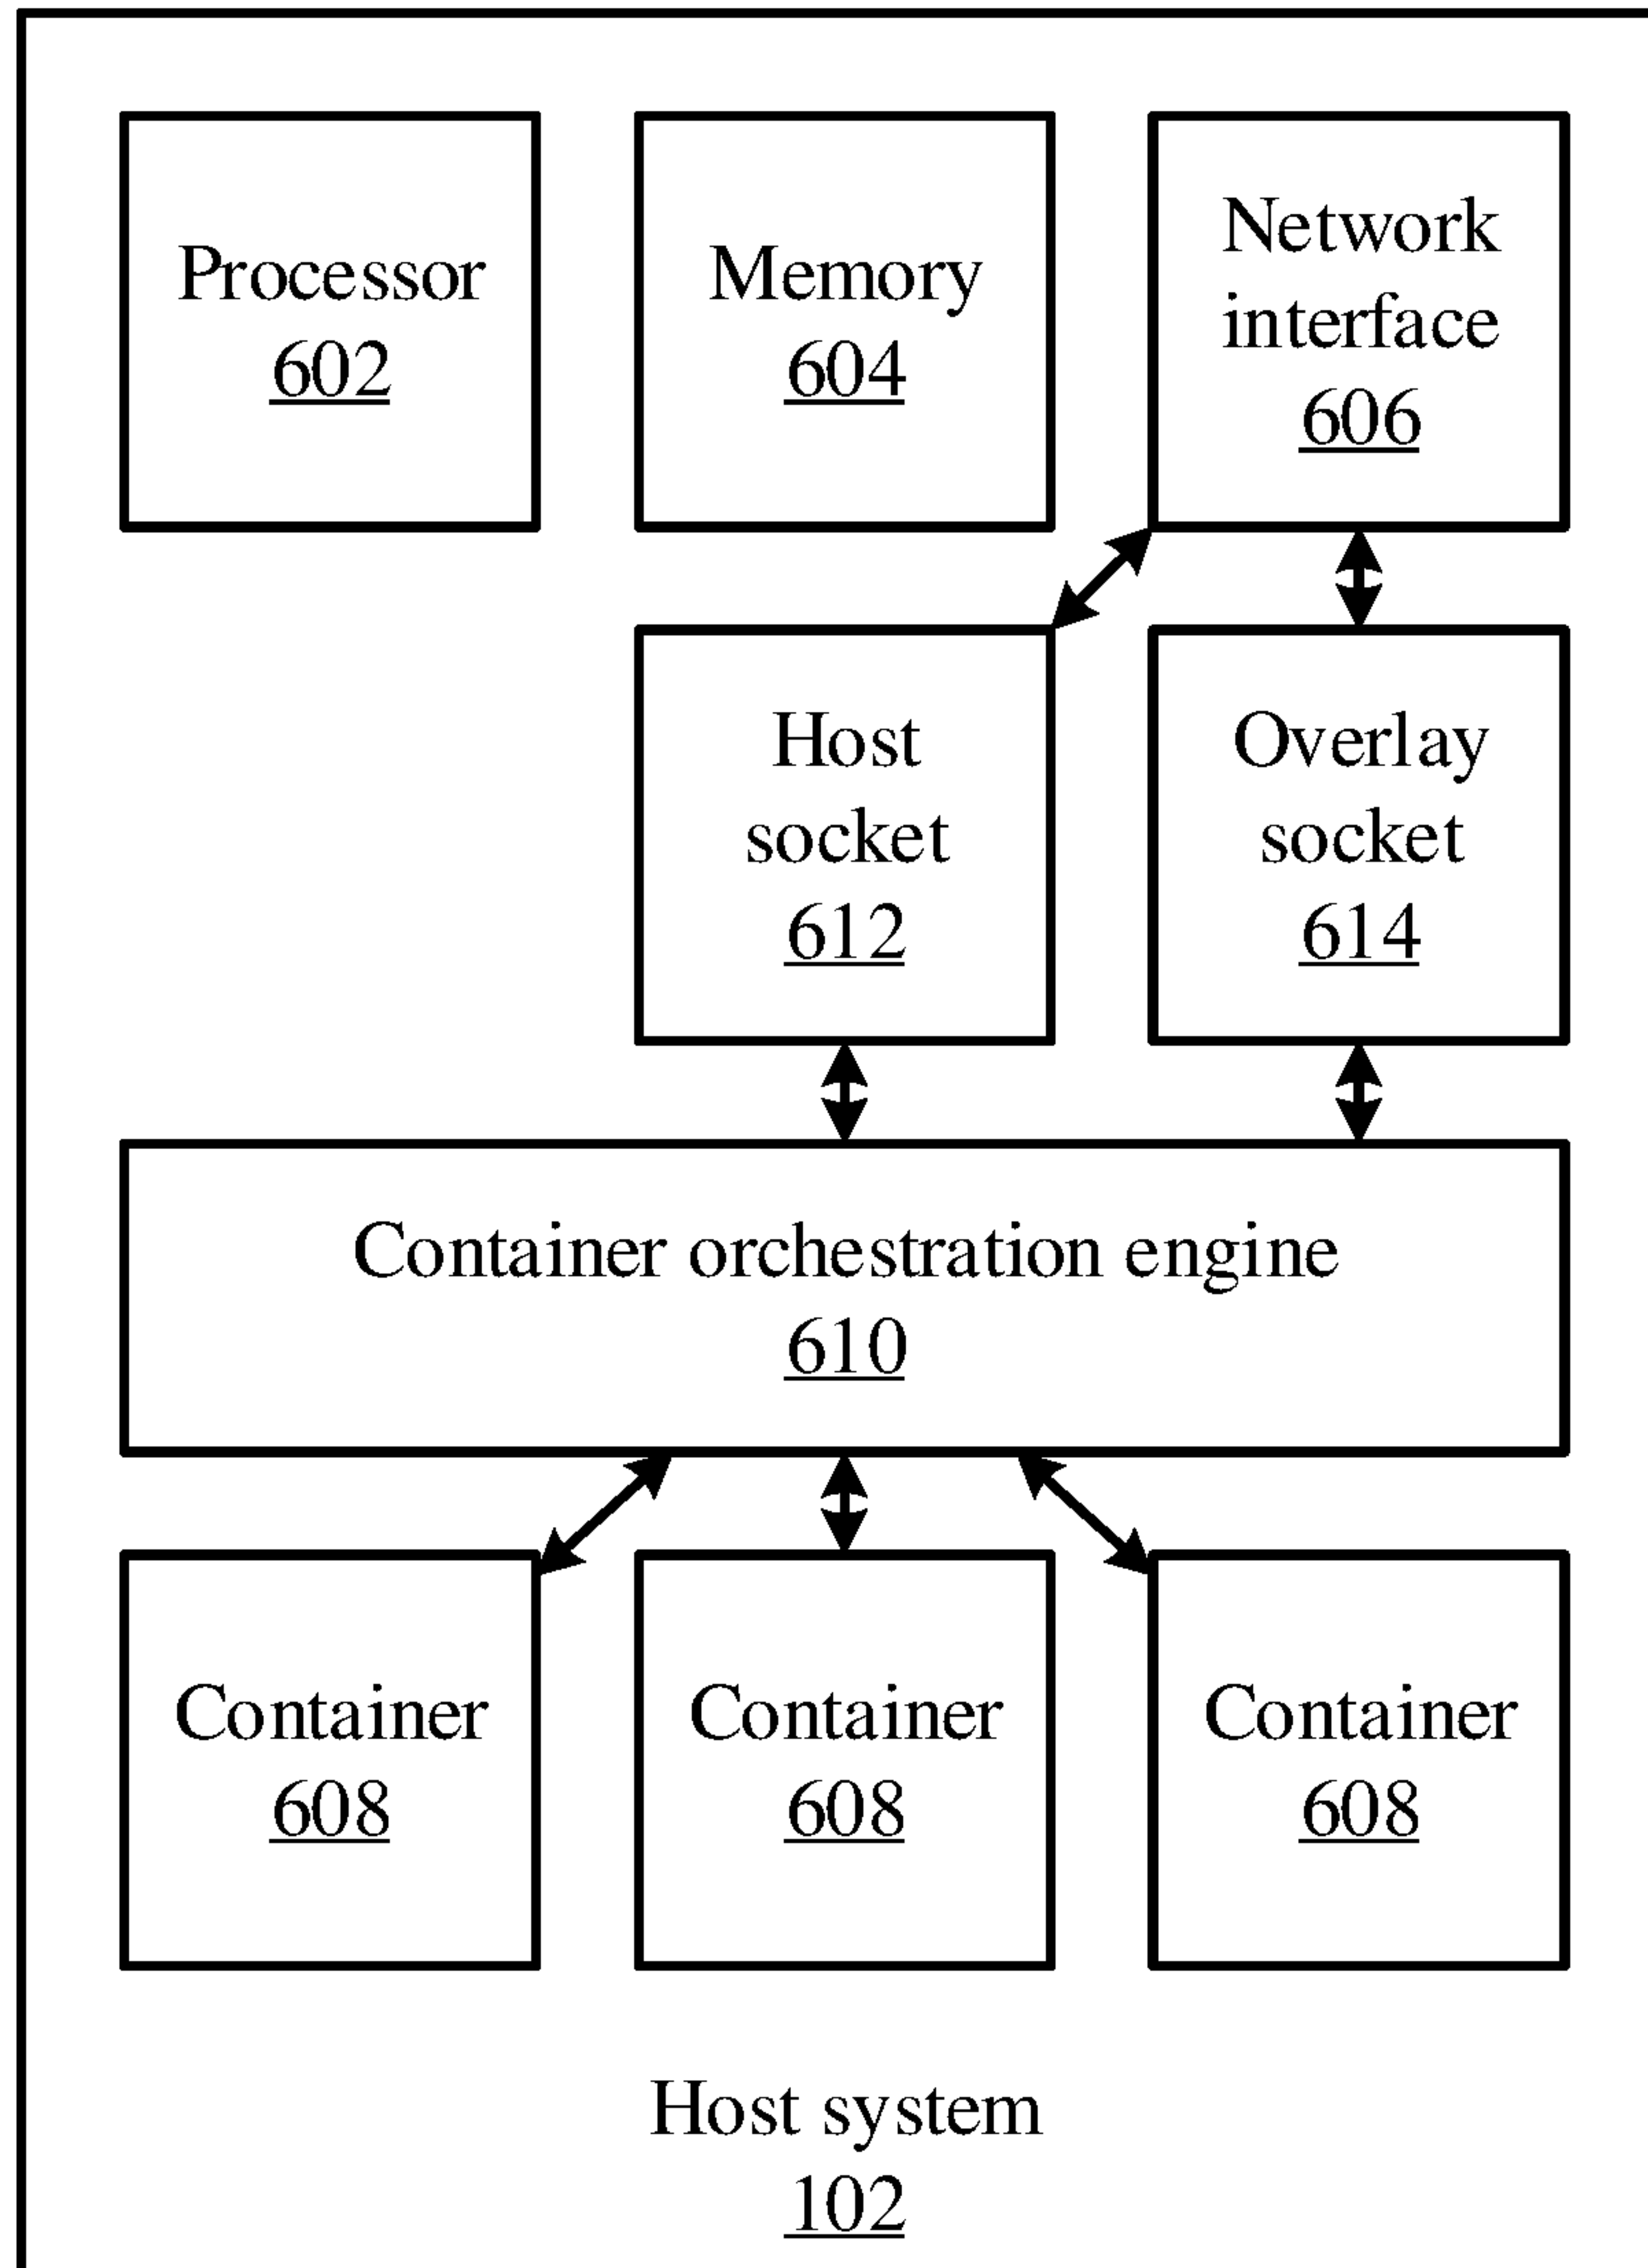 Processor
602
Memory
604
Network
interface
606
Host
socket
612
Overlay
socket
614
Container orchestration engine
610
Container
608
Container
608
Container
608
Host system
102